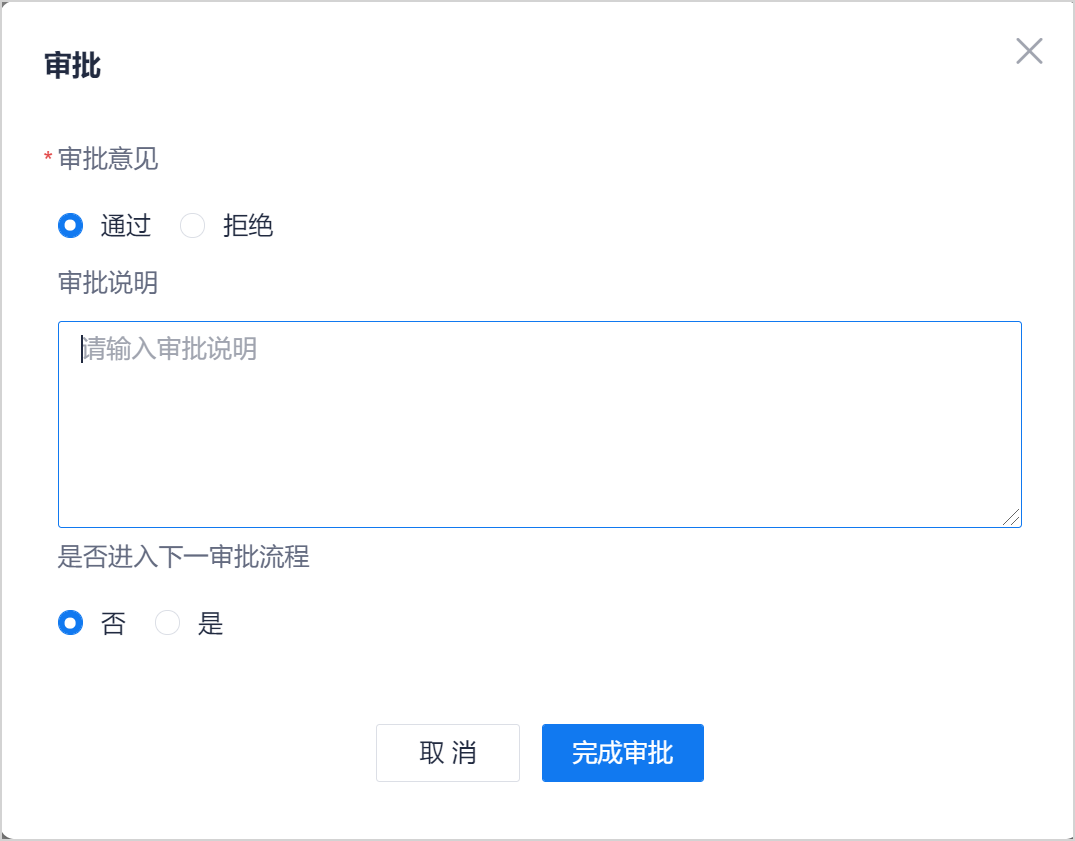 审批
* 审批意见
通过 拒绝
审批说明
请输入审批说明
是否进入下一审批流程
否 是
取 消 完成审批